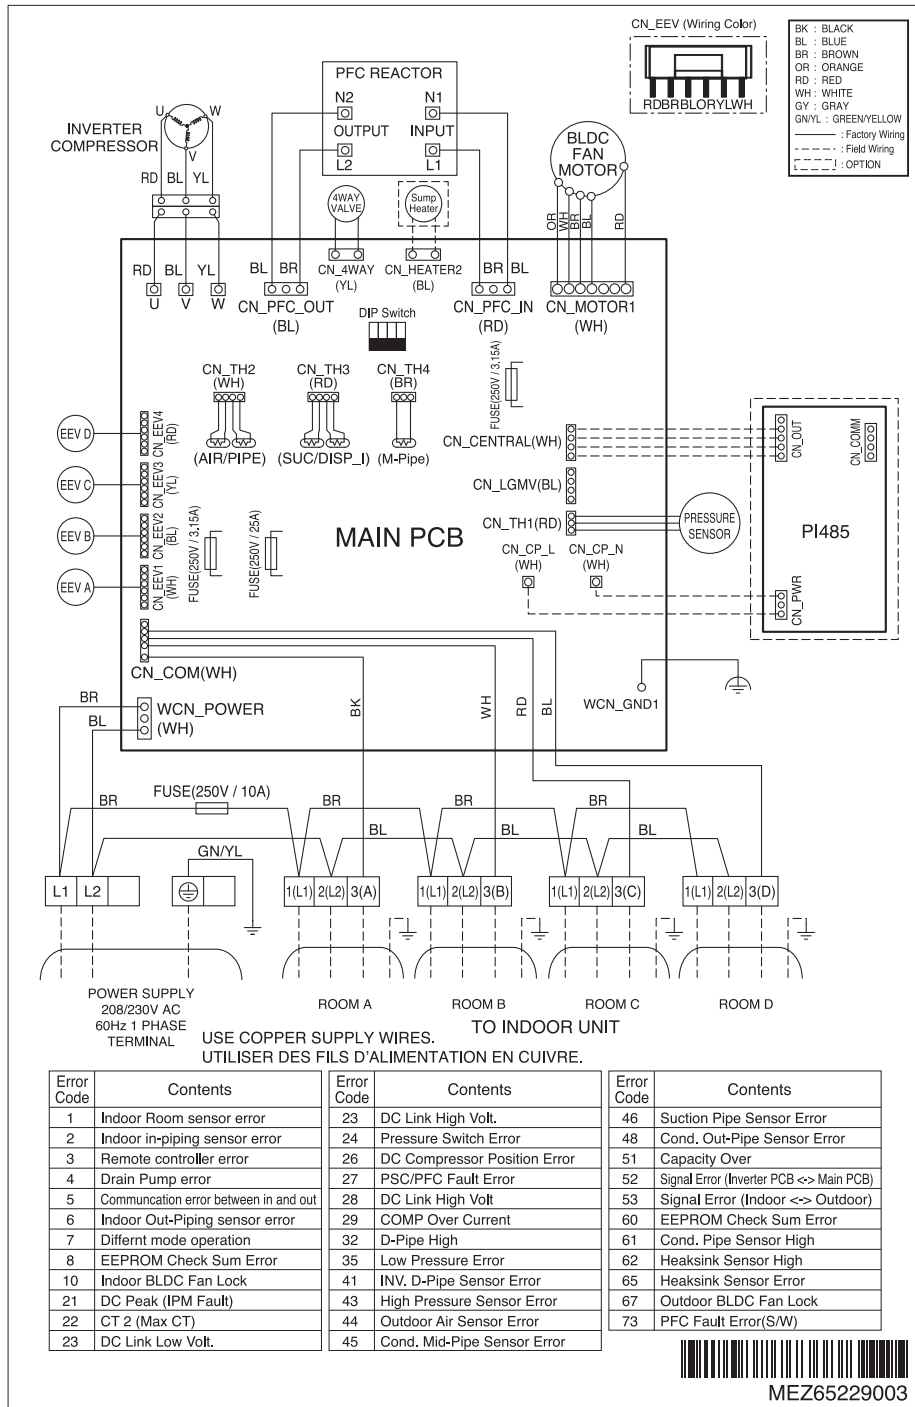 CN_EEV (Wiring Color)
RDBRBLORYLWH
BK : BLACK
BL : BLUE
BR : BROWN
OR : ORANGE
RD : RED
WH : WHITE
GY : GRAY
GN/YL : GREEN/YELLOW
: Factory Wiring
: Field Wiring
: OPTION
PFC REACTOR
N2 N1
OUTPUT INPUT
L2 L1
INVERTER
COMPRESSOR
U W
V
RD BL YL
BLDC
FAN
MOTOR
4WAY
VALVE
Sump
Heater
OR
WH
BR
BL
RD
RD BL YL
U V W
BL BR
CN_PFC_OUT
(BL)
CN_4WAY
(YL)
CN_HEATER2
(BL)
BR BL
CN_PFC_IN
(RD)
CN_MOTOR1
(WH)
DIP Switch
CN_TH2
(WH)
(AIR/PIPE)
CN_TH3
(RD)
(SUC/DISP_I)
CN_TH4
(BR)
(M-Pipe)
FUSE(250V / 3.15A)
EEV D
CN_EEV4
(RD)
EEV C
CN_EEV3
(YL)
EEV B
CN_EEV2
(BL)
EEV A
CN_EEV1
(WH)
FUSE(250V / 3.15A)
FUSE(250V / 25A)
MAIN PCB
CN_CENTRAL(WH)
CN_LGMV(BL)
CN_TH1(RD)
CN_CP_L
(WH)
CN_CP_N
(WH)
PRESSURE
SENSOR
CN_OUT
CN_COMM
PI485
CN_PWR
CN_COM(WH)
WCN_POWER
(WH)
BR
BL
BK
WH
RD
BL
WCN_GND1
FUSE(250V / 10A)
BR BR BR BR
BL BL BL
GN/YL
L1 L2
1(L1) 2(L2) 3(A)
1(L1) 2(L2) 3(B)
1(L1) 2(L2) 3(C)
1(L1) 2(L2) 3(D)
POWER SUPPLY
208/230V AC
60Hz 1 PHASE
TERMINAL
ROOM A ROOM B ROOM C ROOM D
TO INDOOR UNIT
USE COPPER SUPPLY WIRES.
UTILISER DES FILS D'ALIMENTATION EN CUIVRE.
Error Code Contents
1 Indoor Room sensor error
2 Indoor in-piping sensor error
3 Remote controller error
4 Drain Pump error
5 Communcation error between in and out
6 Indoor Out-Piping sensor error
7 Differnt mode operation
8 EEPROM Check Sum Error
10 Indoor BLDC Fan Lock
21 DC Peak (IPM Fault)
22 CT 2 (Max CT)
23 DC Link Low Volt.
Error Code Contents
23 DC Link High Volt.
24 Pressure Switch Error
26 DC Compressor Position Error
27 PSC/PFC Fault Error
28 DC Link High Volt
29 COMP Over Current
32 D-Pipe High
35 Low Pressure Error
41 INV. D-Pipe Sensor Error
43 High Pressure Sensor Error
44 Outdoor Air Sensor Error
45 Cond. Mid-Pipe Sensor Error
Error Code Contents
46 Suction Pipe Sensor Error
48 Cond. Out-Pipe Sensor Error
51 Capacity Over
52 Signal Error (Inverter PCB <-> Main PCB)
53 Signal Error (Indoor <-> Outdoor)
60 EEPROM Check Sum Error
61 Cond. Pipe Sensor High
62 Heaksink Sensor High
65 Heaksink Sensor Error
67 Outdoor BLDC Fan Lock
73 PFC Fault Error(S/W)
MEZ65229003